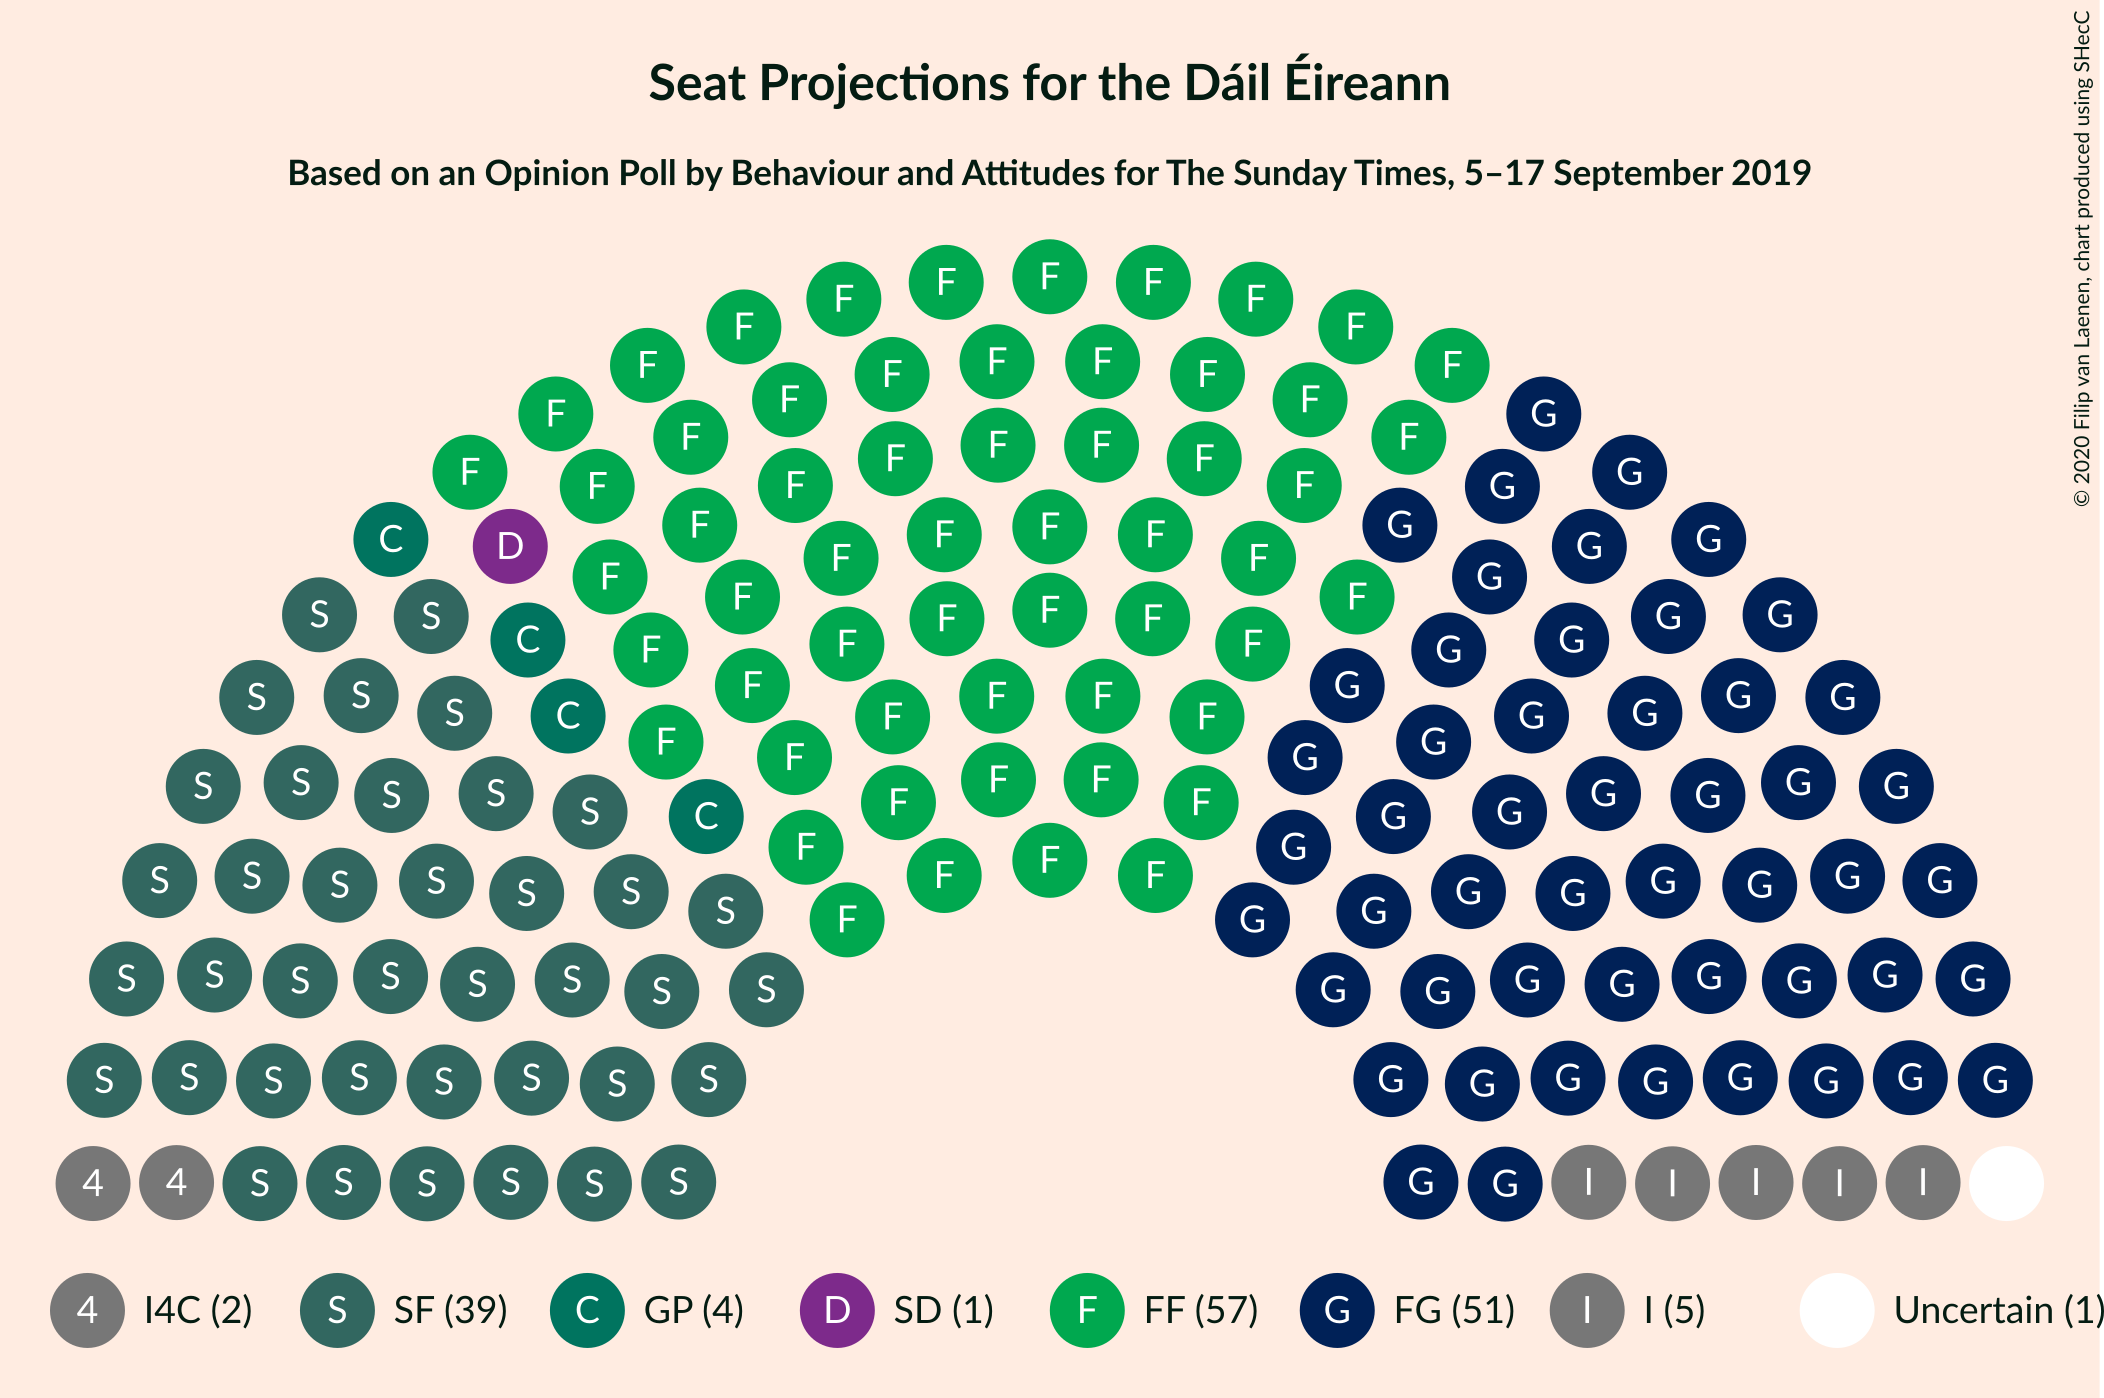 Seat Projections for the Dáil Éireann
Based on an Opinion Poll by Behaviour and Attitudes for The Sunday Times, 5–17 September 2019
© 2020 Filip van Laenen, chart produced using SHecC
F F F F F
F F F F F F F F
F F G
F F F F F F
F G
F F F F G G
F F G G
C D F F F F F F G G G
S S C F F F F F F F G G G
S S S C F F F F F F G G G G G
S S S S S C F F F F F G G G G G G
S S S S S S S F F F F G G G G G G G G
S S S S S S S S F G G G G G G G G G
S S S S S S S S G G G G G G G G
4 4 S S S S S S G G I I I I I
4 I4C (2) S SF (39) C GP (4) D SD (1) F FF (57) G FG (51) I I (5) Uncertain (1)